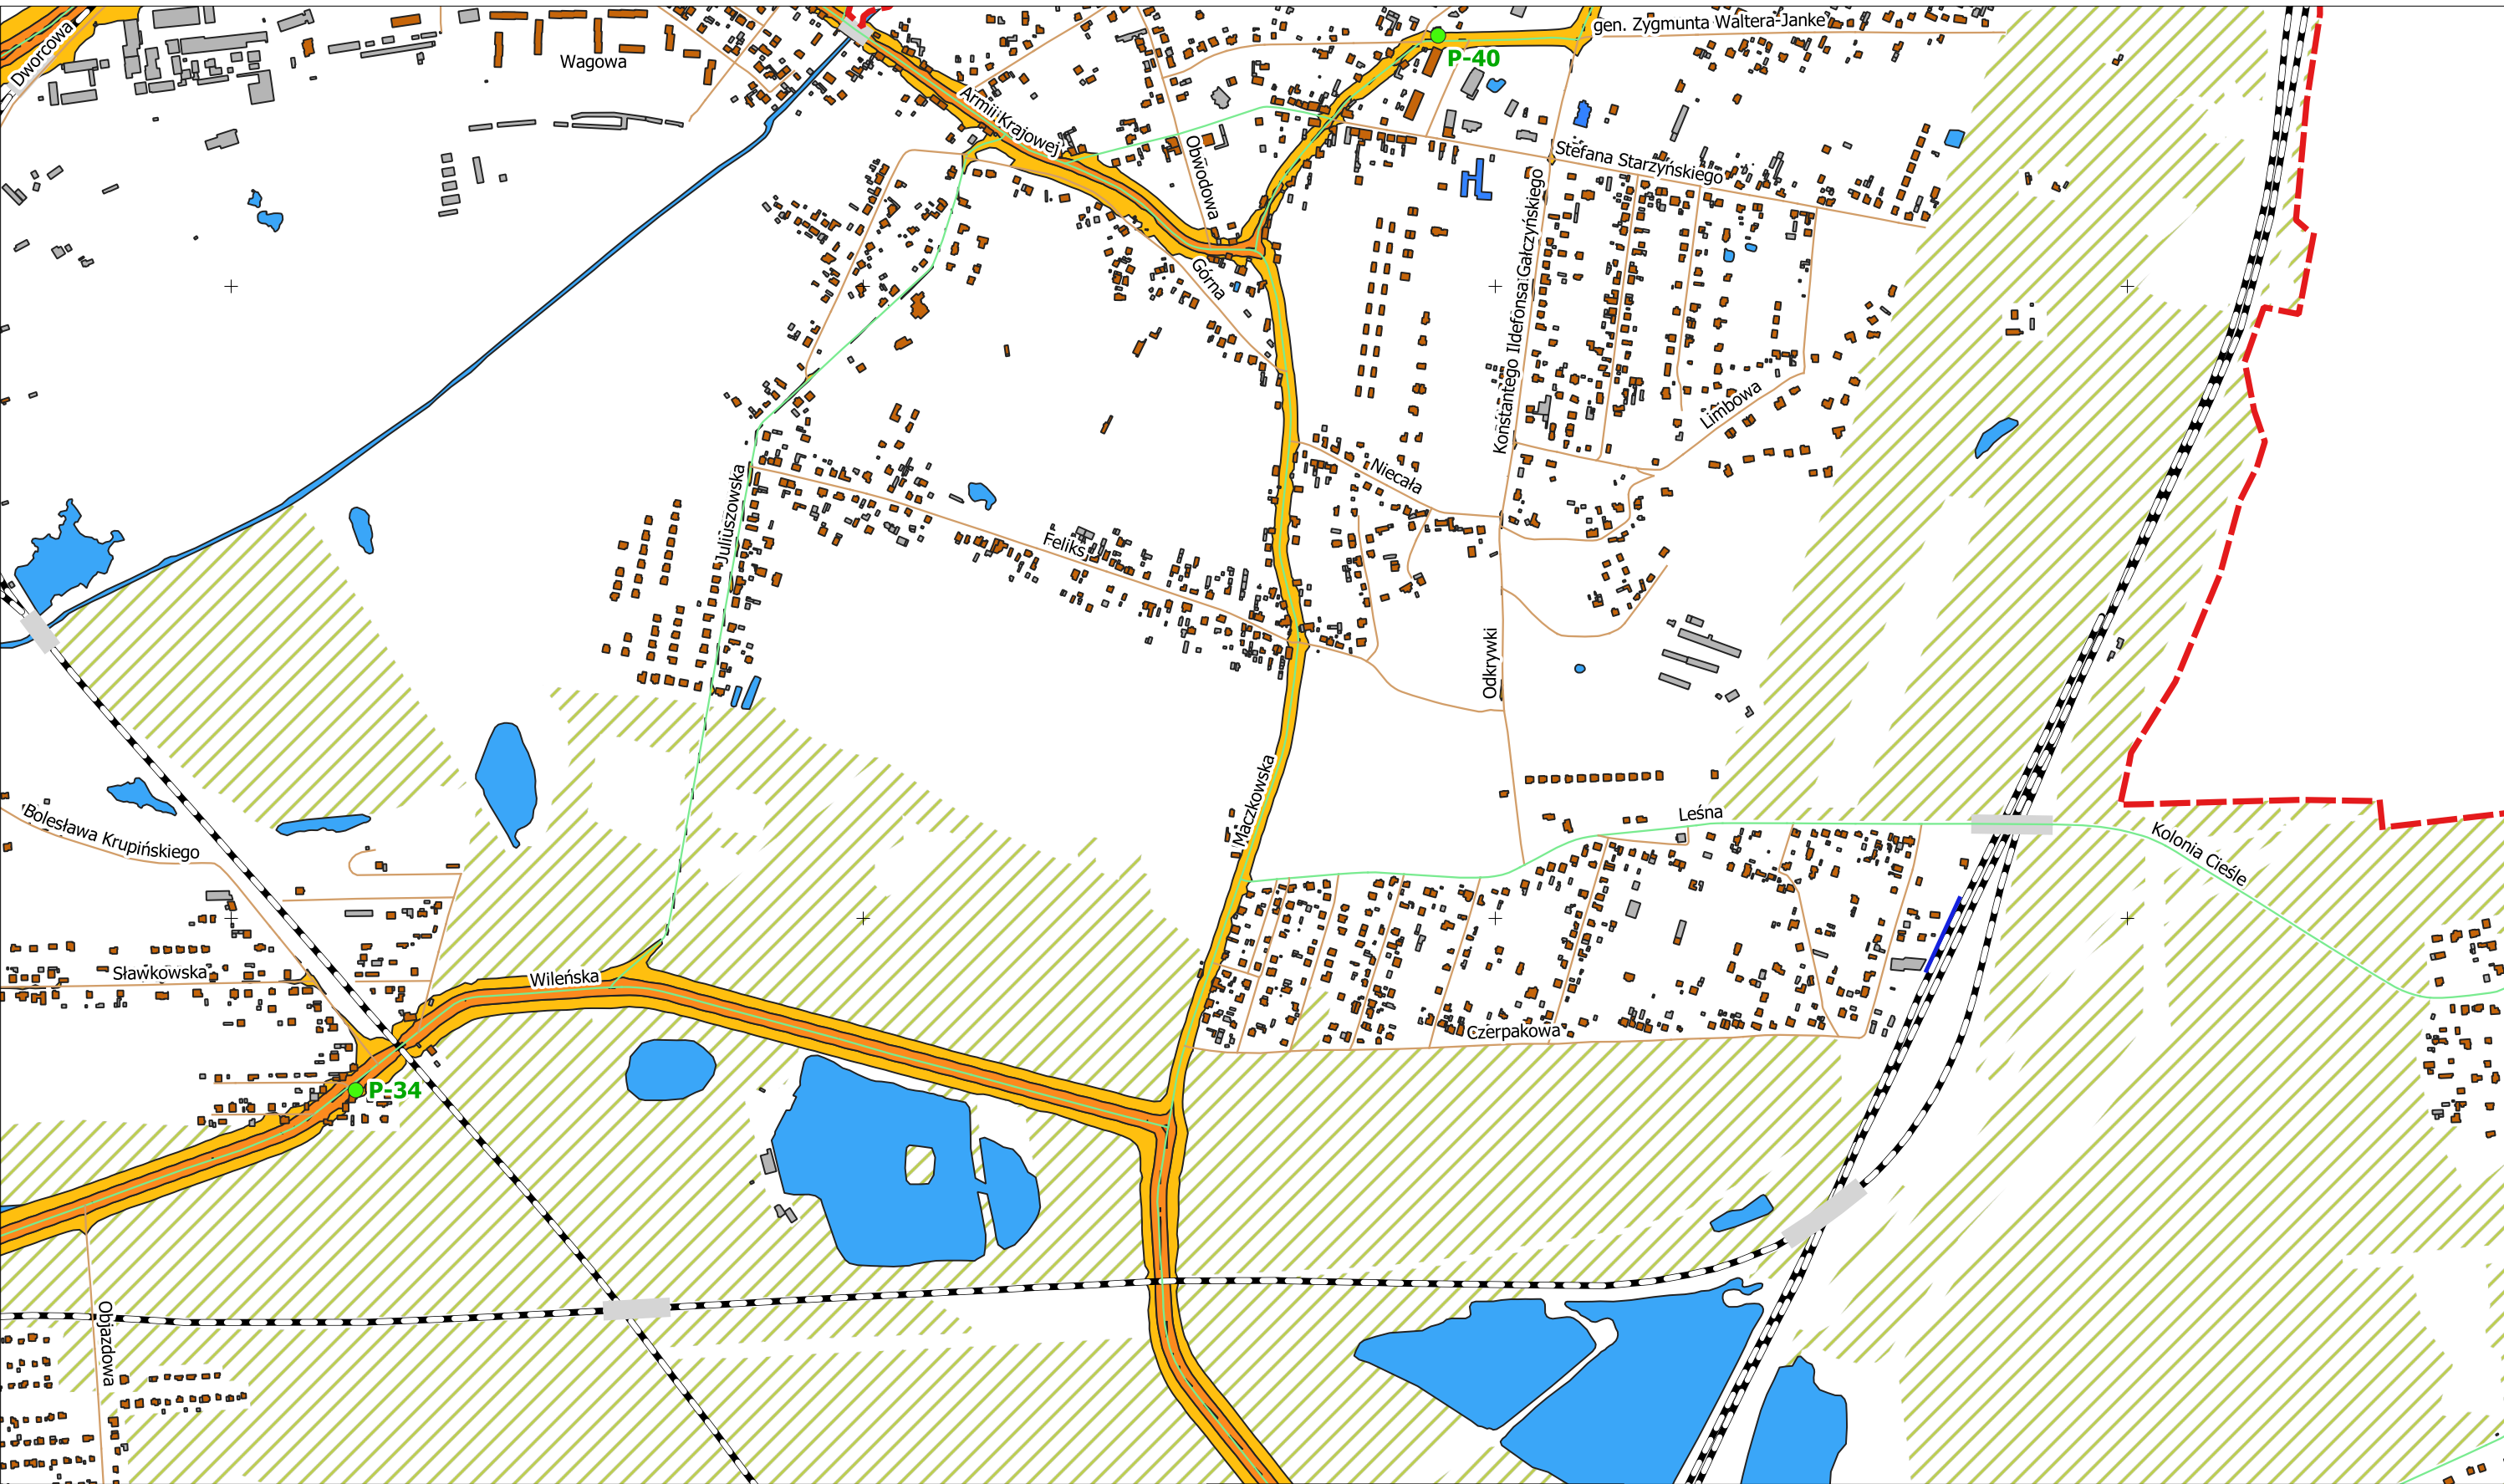 Dworcowa
Wagowa
gen. Zygmunta Waltera-Janke
P-40
Armii Krajowej
Obwodowa
Stefana Starzyńskiego
Górna
Konstantego Ildefonsa Gałczyńskiego
Limbowa
Niecała
Juliuszowska
Feliks
Odkrywki
Maczkowska
Leśna
Bolesława Krupińskiego
Kolonia Cieśle
Sławkowska
Wileńska
Czerpakowa
P-34
Objazdowa